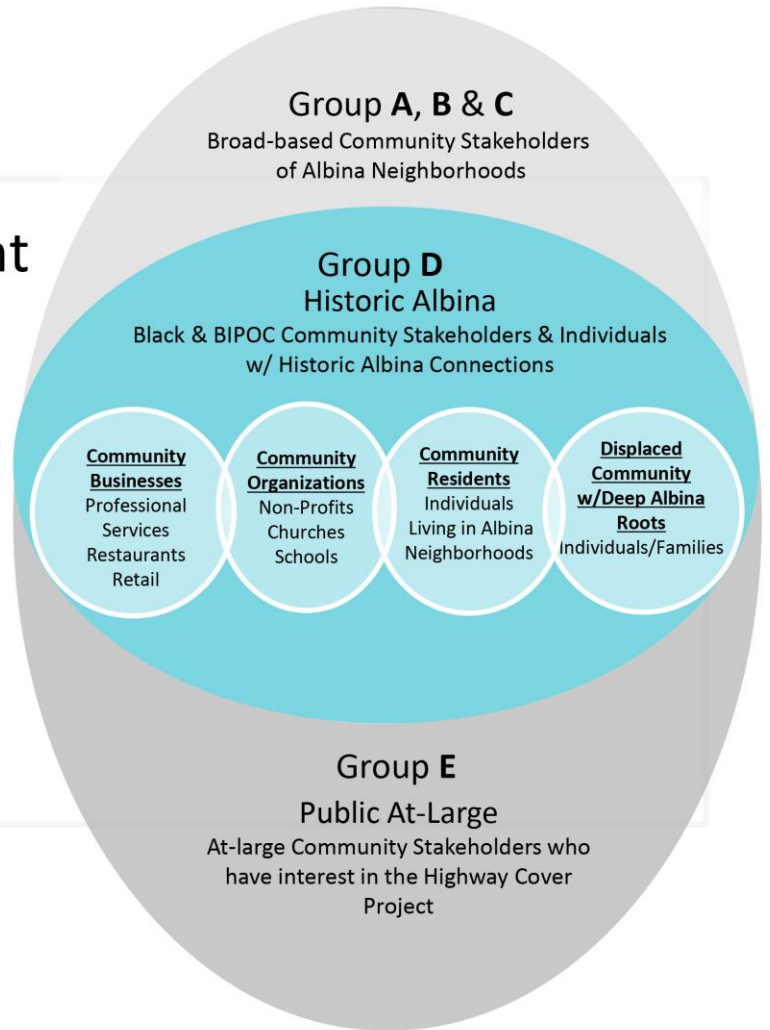 Group A, B & C
Broad-based Community Stakeholders
of Albina Neighborhoods
nt
Group D
Historic Albina
Black & BIPOC Community Stakeholders & Individuals
w/ Historic Albina Connections
Community
Businesses
Professional
Services
Restaurants
Retail
Community
Organizations
Non-Profits
Churches
Schools
Community
Residents
Individuals
Living in Albina
Neighborhoods
Displaced
Community
w/Deep Albina
Roots
Individuals/Families
Group E
Public At-Large
At-large Community Stakeholders who
have interest in the Highway Cover
Project